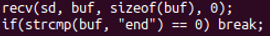 recv(sd, buf, sizeof(buf), 0);
if(strcmp(buf, "end") == 0) break;